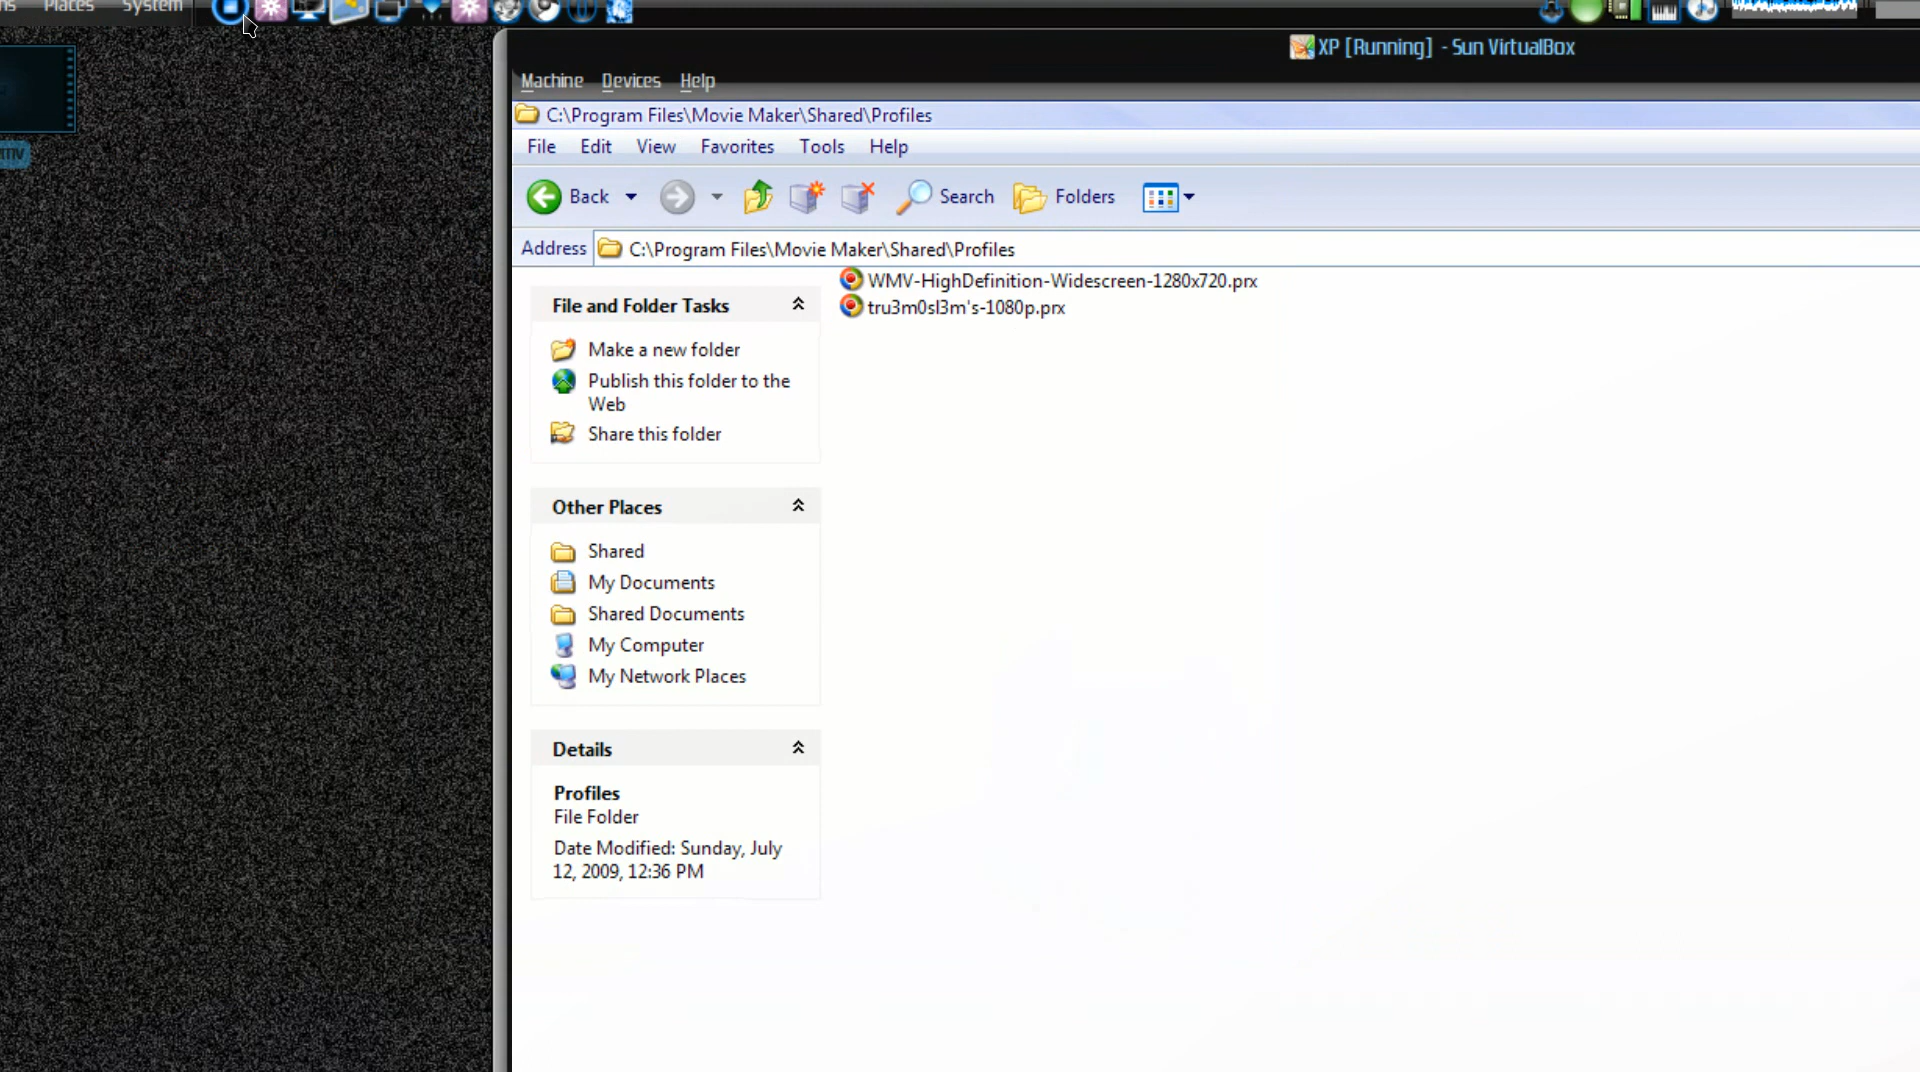 Places System
XP [Running] - Sun VirtualBox
Machine Devices Help
C:\Program Files\Movie Maker\Shared\Profiles
File Edit View Favorites Tools Help
Back Search Folders
Address C:\Program Files\Movie Maker\Shared\Profiles
WMV-HighDefinition-Widescreen-1280x720.prx
tru3m0sl3m's-1080p.prx
File and Folder Tasks
Make a new folder
Publish this folder to the
Web
Share this folder
Other Places
Shared
My Documents
Shared Documents
My Computer
My Network Places
Details
Profiles
File Folder
Date Modified: Sunday, July
12, 2009, 12:36 PM